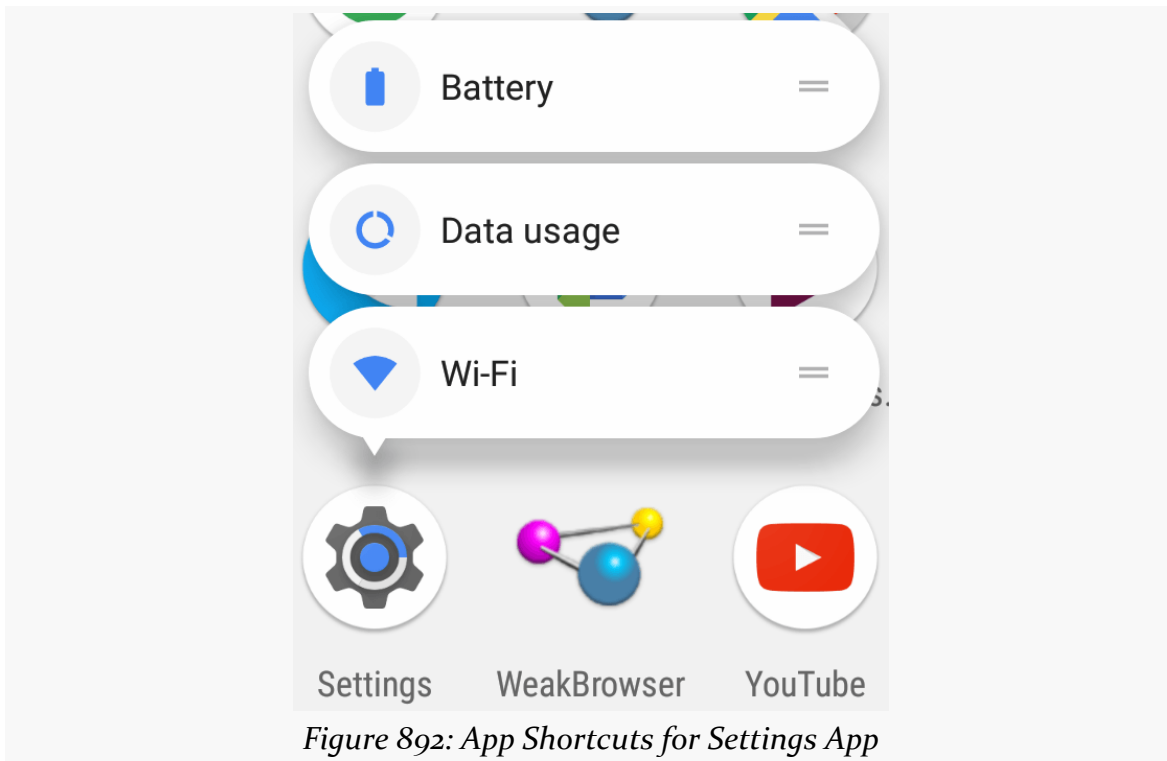 Battery
Data usage
Wi-Fi
s.
Settings WeakBrowser YouTube
Figure 892: App Shortcuts for Settings App